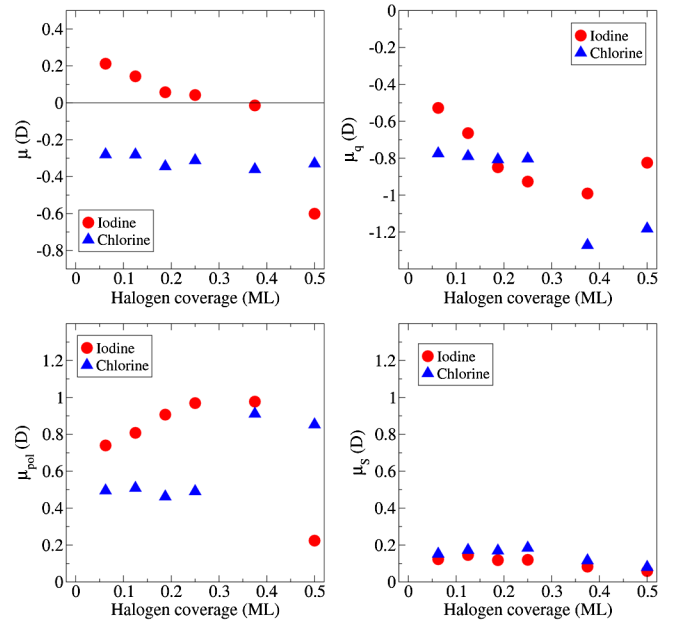 0.4
0.2
0
-0.2
-0.4
-0.6
-0.8
μ (D)
Iodine
Chlorine
0 0.1 0.2 0.3 0.4 0.5
Halogen coverage (ML)
0
-0.2
-0.4
-0.6
-0.8
-1
-1.2
μq (D)
Iodine
Chlorine
0 0.1 0.2 0.3 0.4 0.5
Halogen coverage (ML)
1.2
1
0.8
0.6
0.4
0.2
0
μpol (D)
Iodine
Chlorine
0 0.1 0.2 0.3 0.4 0.5
Halogen coverage (ML)
1.2
1
0.8
0.6
0.4
0.2
0
μS (D)
Iodine
Chlorine
0 0.1 0.2 0.3 0.4 0.5
Halogen coverage (ML)